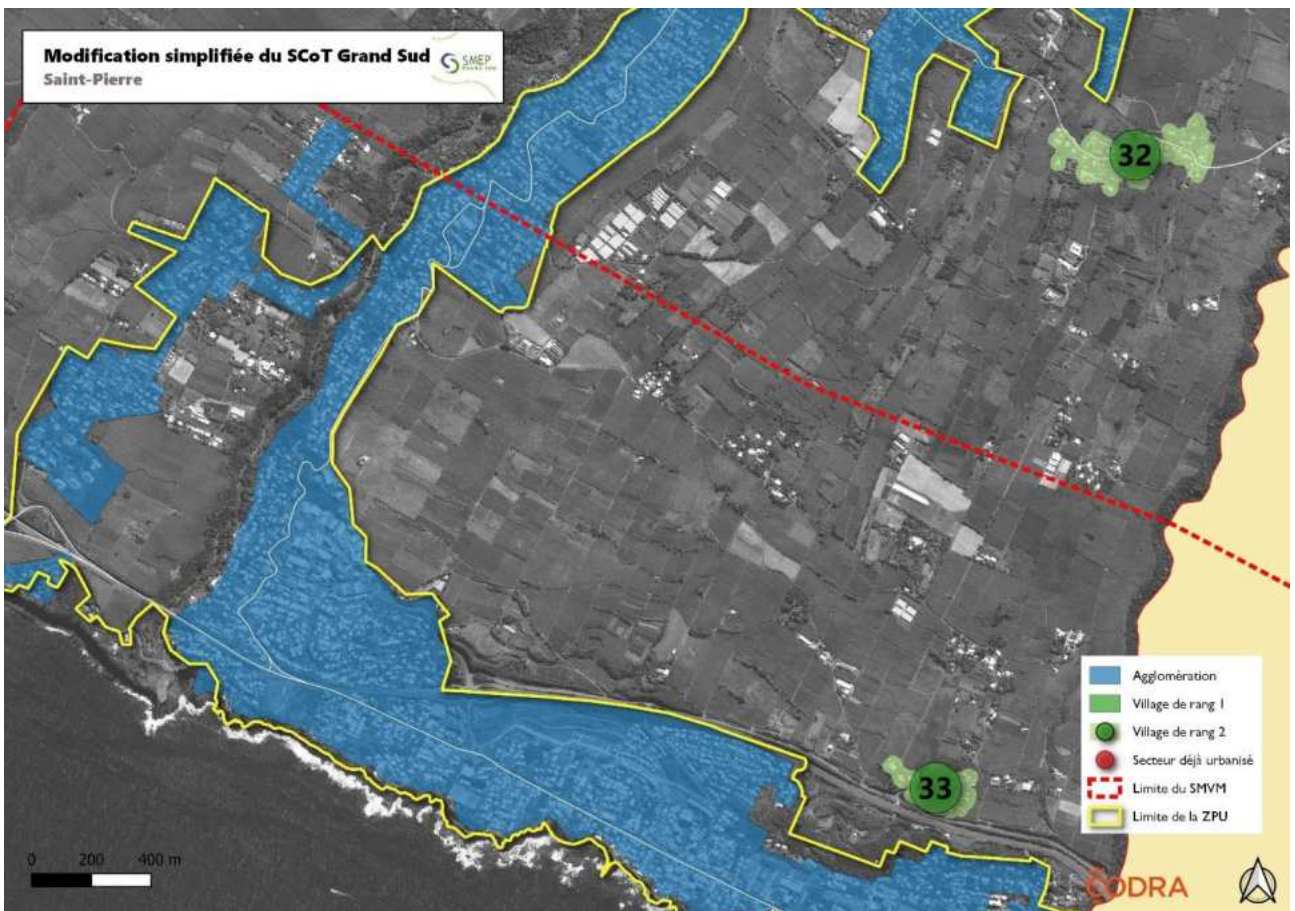 Modification simplifiée du SCoT Grand Sud
SMEP
Saint-Pierre
32
33
Agglomération
Village de rang 1
Village de rang 2
Secteur déjà urbanisé
Limite du SMVM
Limite de la ZPU
0 200 400 m
CODRA